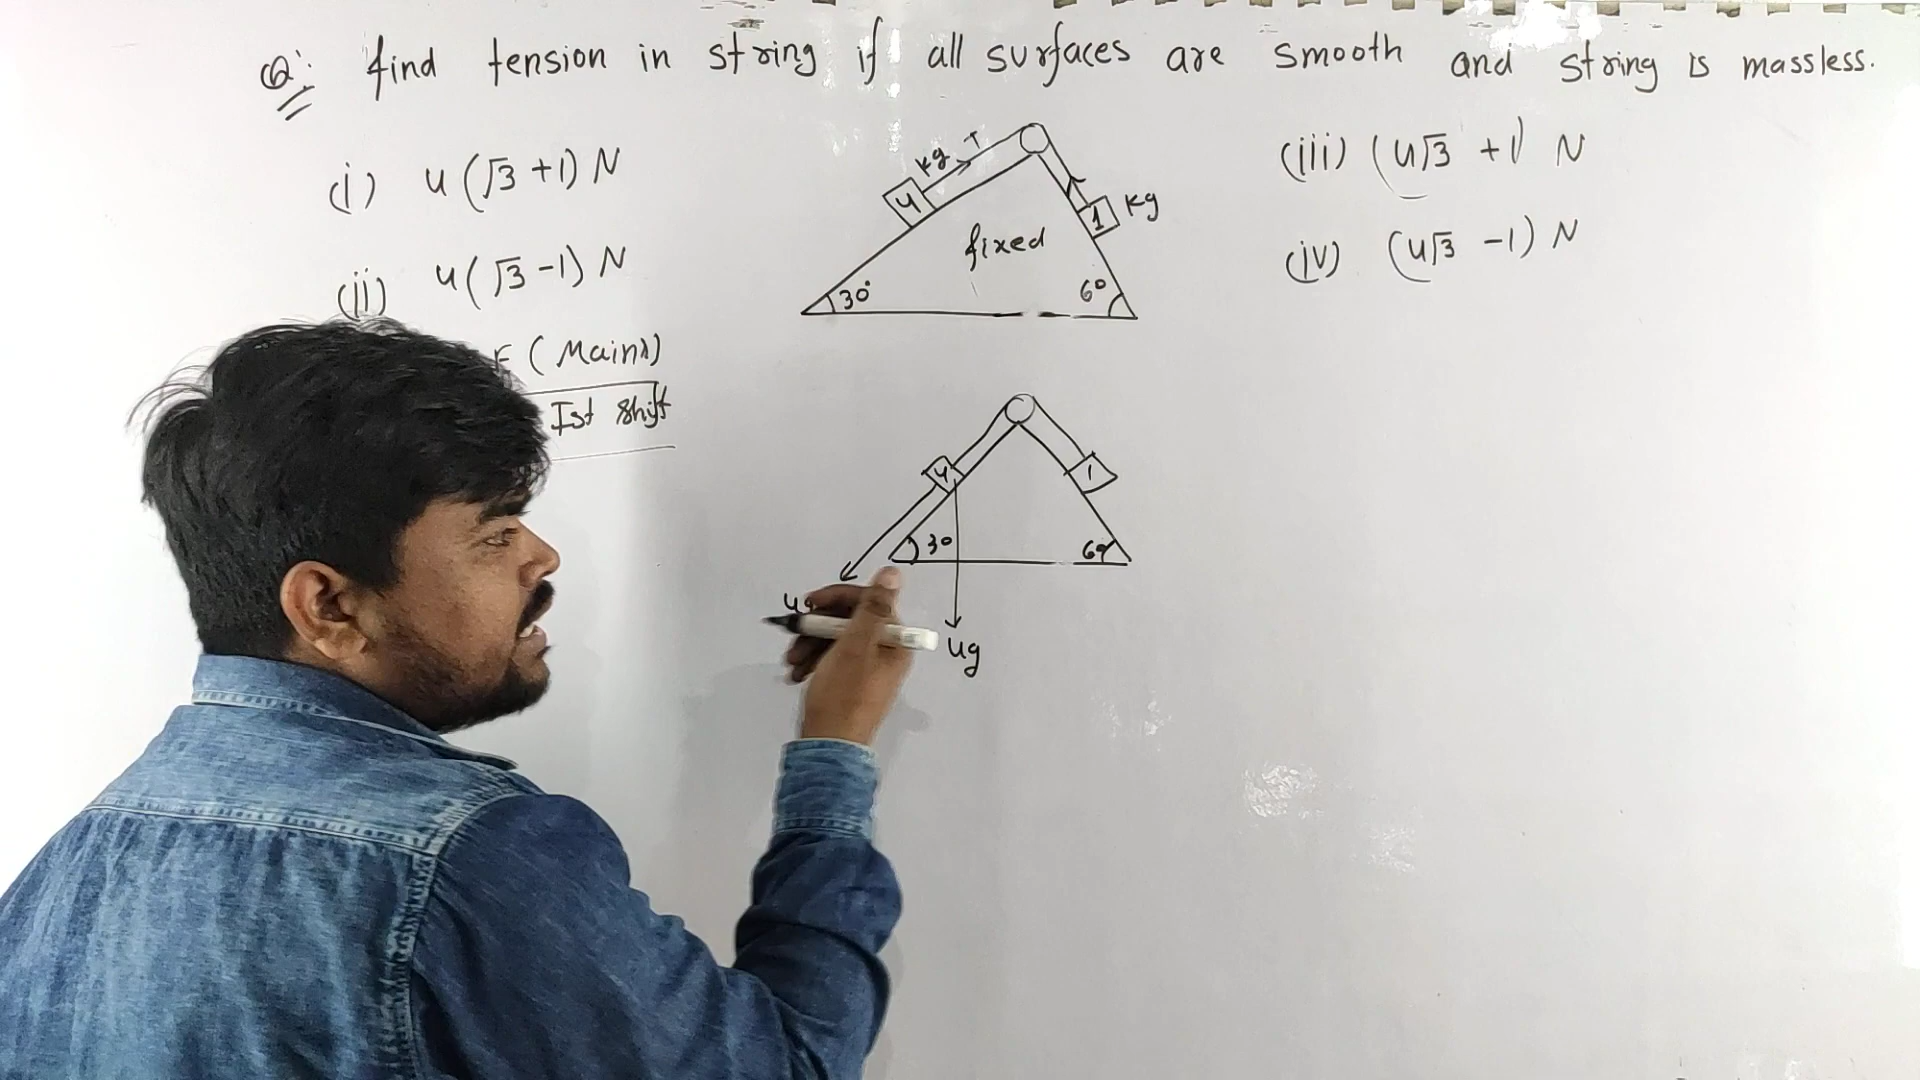 Q: find tension in string if all surfaces are smooth and string is massless.
(i) 4(√3 +1) N
(ii) 4(√3 -1) N
(iii) (4√3 +1) N
(iv) (4√3 -1) N
(Mains)
Ist shift
4 kg T
1 kg
fixed
30°
60
4
1
30
60
4g